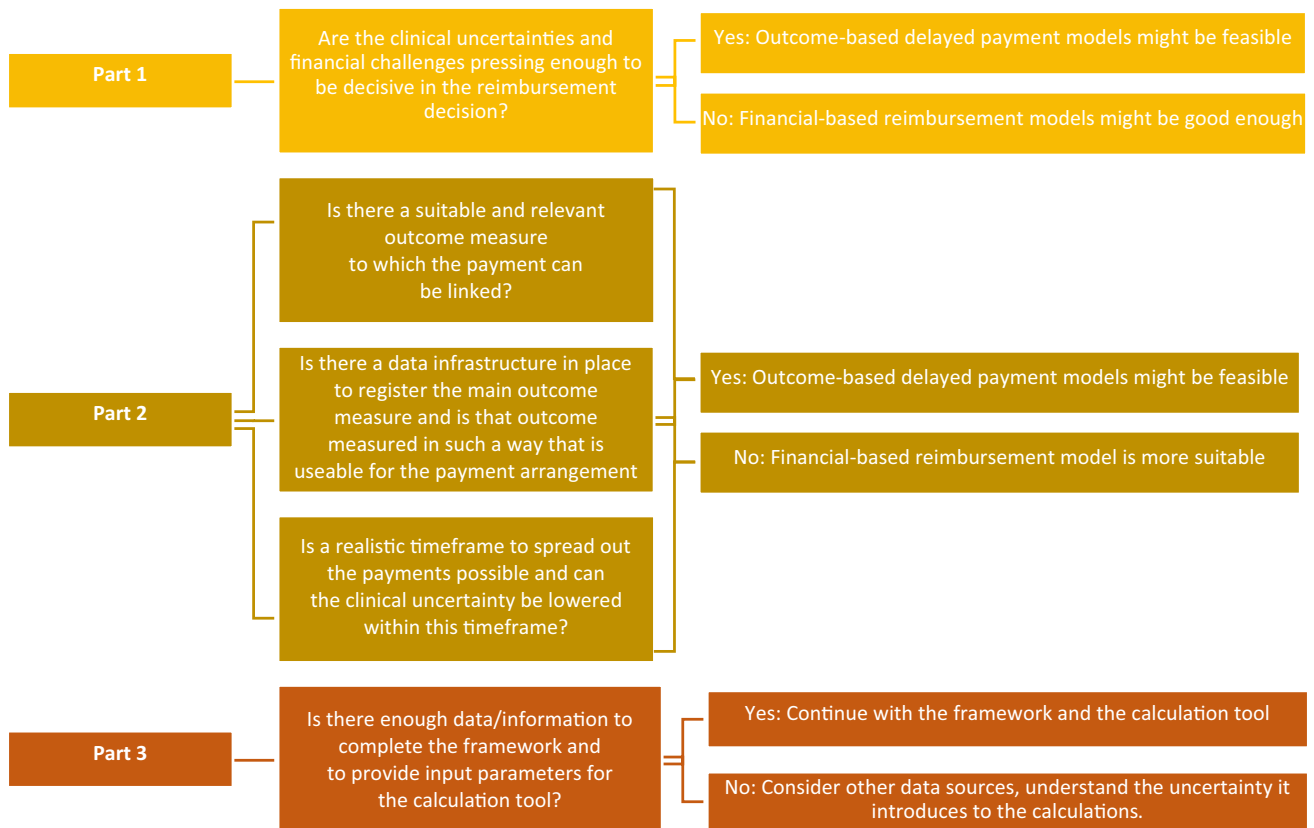 Part 1
Are the clinical uncertainties and
financial challenges pressing enough to
be decisive in the reimbursement
decision?
Yes: Outcome-based delayed payment models might be feasible
No: Financial-based reimbursement models might be good enough
Part 2
Is there a suitable and relevant
outcome measure
to which the payment can
be linked?
Is there a data infrastructure in place
to register the main outcome
measure and is that outcome
measured in such a way that is
useable for the payment arrangement
Is a realistic timeframe to spread out
the payments possible and can
the clinical uncertainty be lowered
within this timeframe?
Yes: Outcome-based delayed payment models might be feasible
No: Financial-based reimbursement model is more suitable
Part 3
Is there enough data/information to
complete the framework and
to provide input parameters for
the calculation tool?
Yes: Continue with the framework and the calculation tool
No: Consider other data sources, understand the uncertainty it
introduces to the calculations.